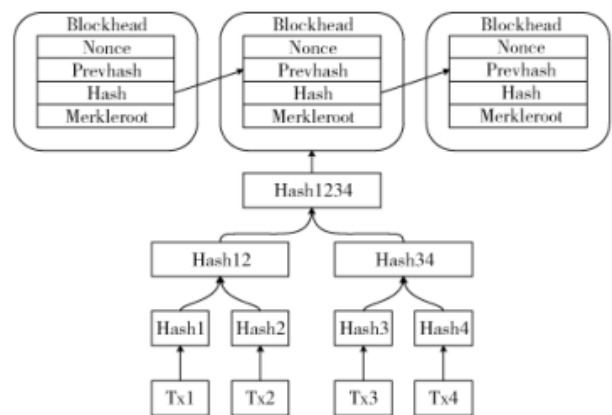 Blockhead
Nonce
Prevhash
Hash
Merkleroot
Blockhead
Nonce
Prevhash
Hash
Merkleroot
Blockhead
Nonce
Prevhash
Hash
Merkleroot
Hash1234
Hash12
Hash34
Hash1
Hash2
Hash3
Hash4
Tx1
Tx2
Tx3
Tx4